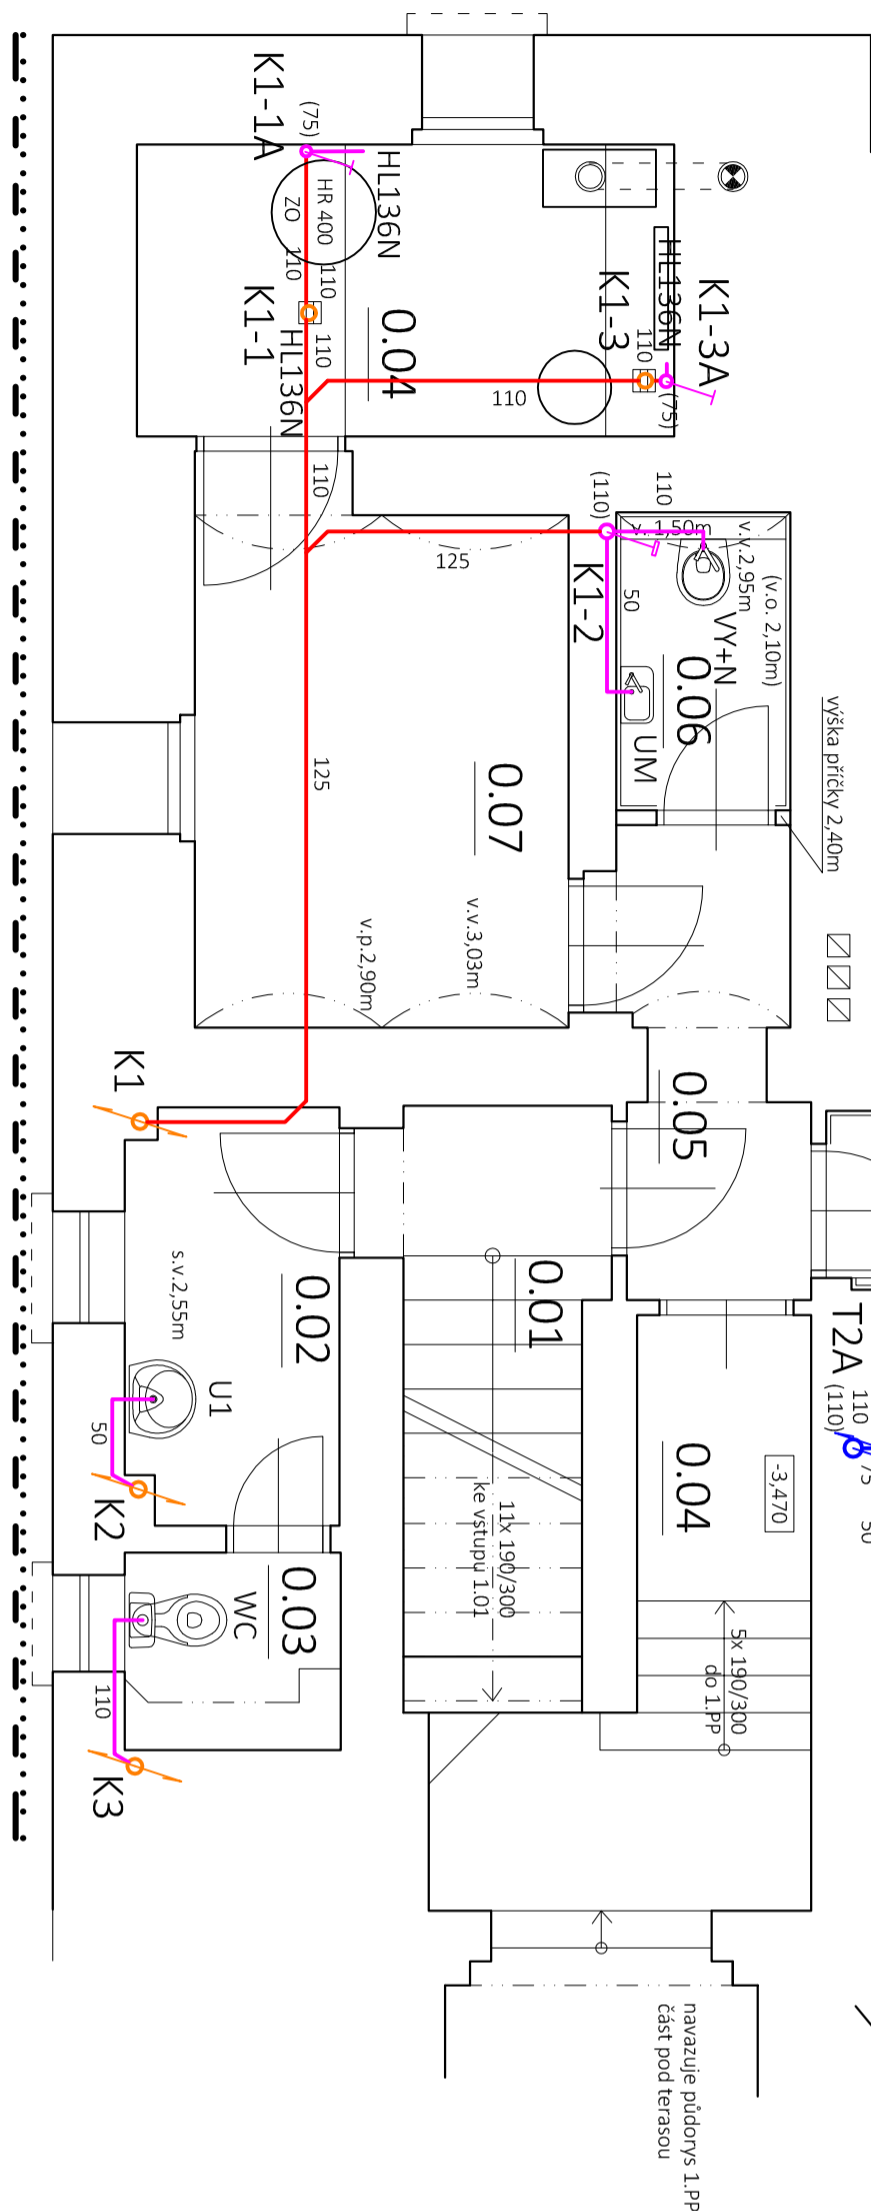 K1-1A
(75)
HL136N
HR 400
ZO
110
110
K1-1
HL136N
110
0.04
K1-3
HL136N
K1-3A
110
(75)
110
110
(110)
110
v.v.2,95m
(v.o. 2,10m)
125
K1-2
50
VY+N
0.06
UM
výška příčky 2,40m
125
0.07
v.p.2,90m
v.v.3,03m
K1
0.05
s.v.2,55m
0.02
0.01
T2A
110
(110)
75
50
U1
50
K2
11x 190/300
ke vstupu 1.01
0.04
-3,470
0.03
WC
110
K3
5x 190/300
do 1.PP
navazuje půdorys 1.PP
část pod terasou